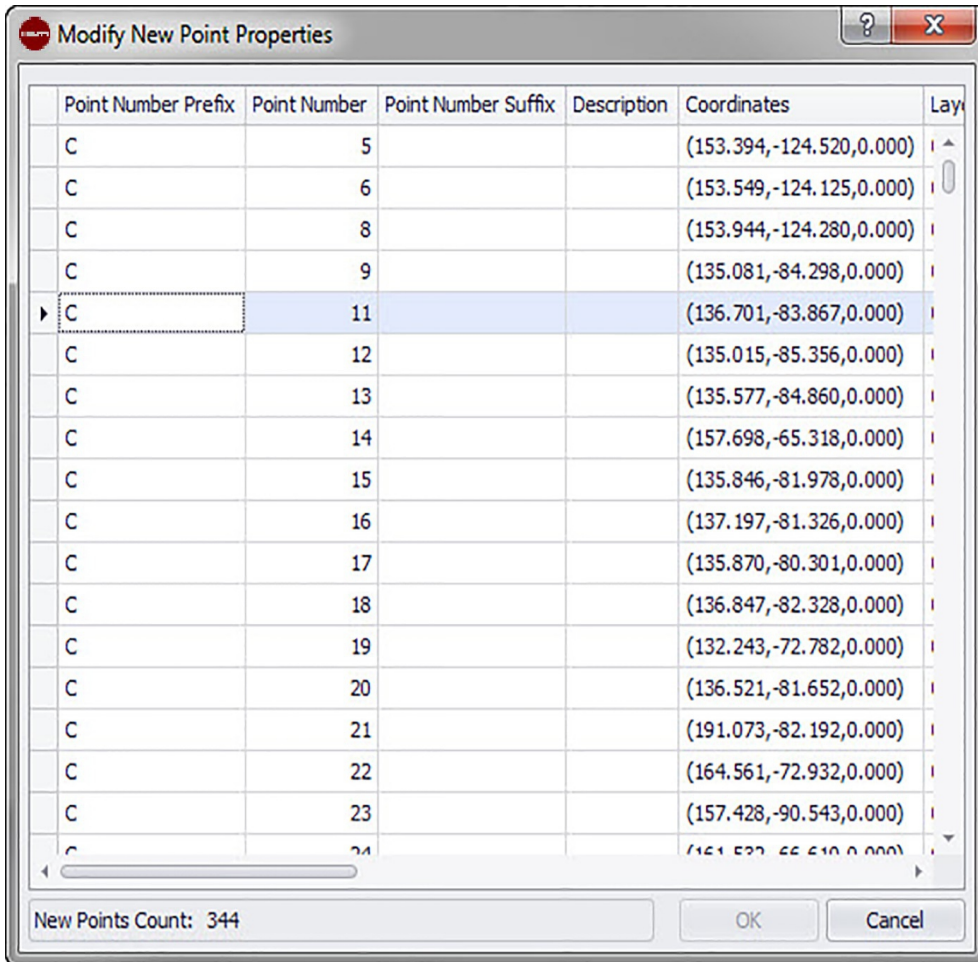 Modify New Point Properties
Point Number Prefix Point Number Point Number Suffix Description Coordinates
C 5 (153.394,-124.520,0.000)
C 6 (153.549,-124.125,0.000)
C 8 (153.944,-124.280,0.000)
C 9 (135.081,-84.298,0.000)
C 11 (136.701,-83.867,0.000)
C 12 (135.015,-85.356,0.000)
C 13 (135.577,-84.860,0.000)
C 14 (157.698,-65.318,0.000)
C 15 (135.846,-81.978,0.000)
C 16 (137.197,-81.326,0.000)
C 17 (135.870,-80.301,0.000)
C 18 (136.847,-82.328,0.000)
C 19 (132.243,-72.782,0.000)
C 20 (136.521,-81.652,0.000)
C 21 (191.073,-82.192,0.000)
C 22 (164.561,-72.932,0.000)
C 23 (157.428,-90.543,0.000)
C 24
New Points Count: 344 OK Cancel